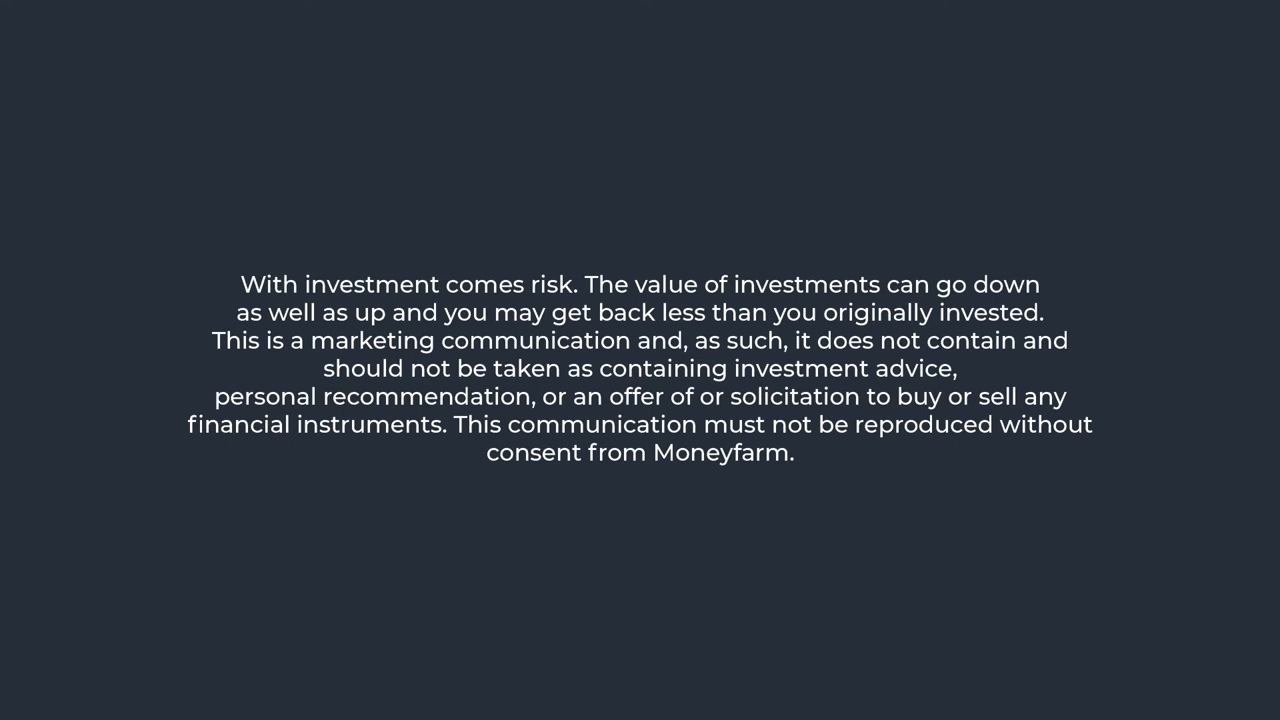 With investment comes risk. The value of investments can go down
as well as up and you may get back less than you originally invested.
This is a marketing communication and, as such, it does not contain and
should not be taken as containing investment advice,
personal recommendation, or an offer of or solicitation to buy or sell any
financial instruments. This communication must not be reproduced without
consent from Moneyfarm.